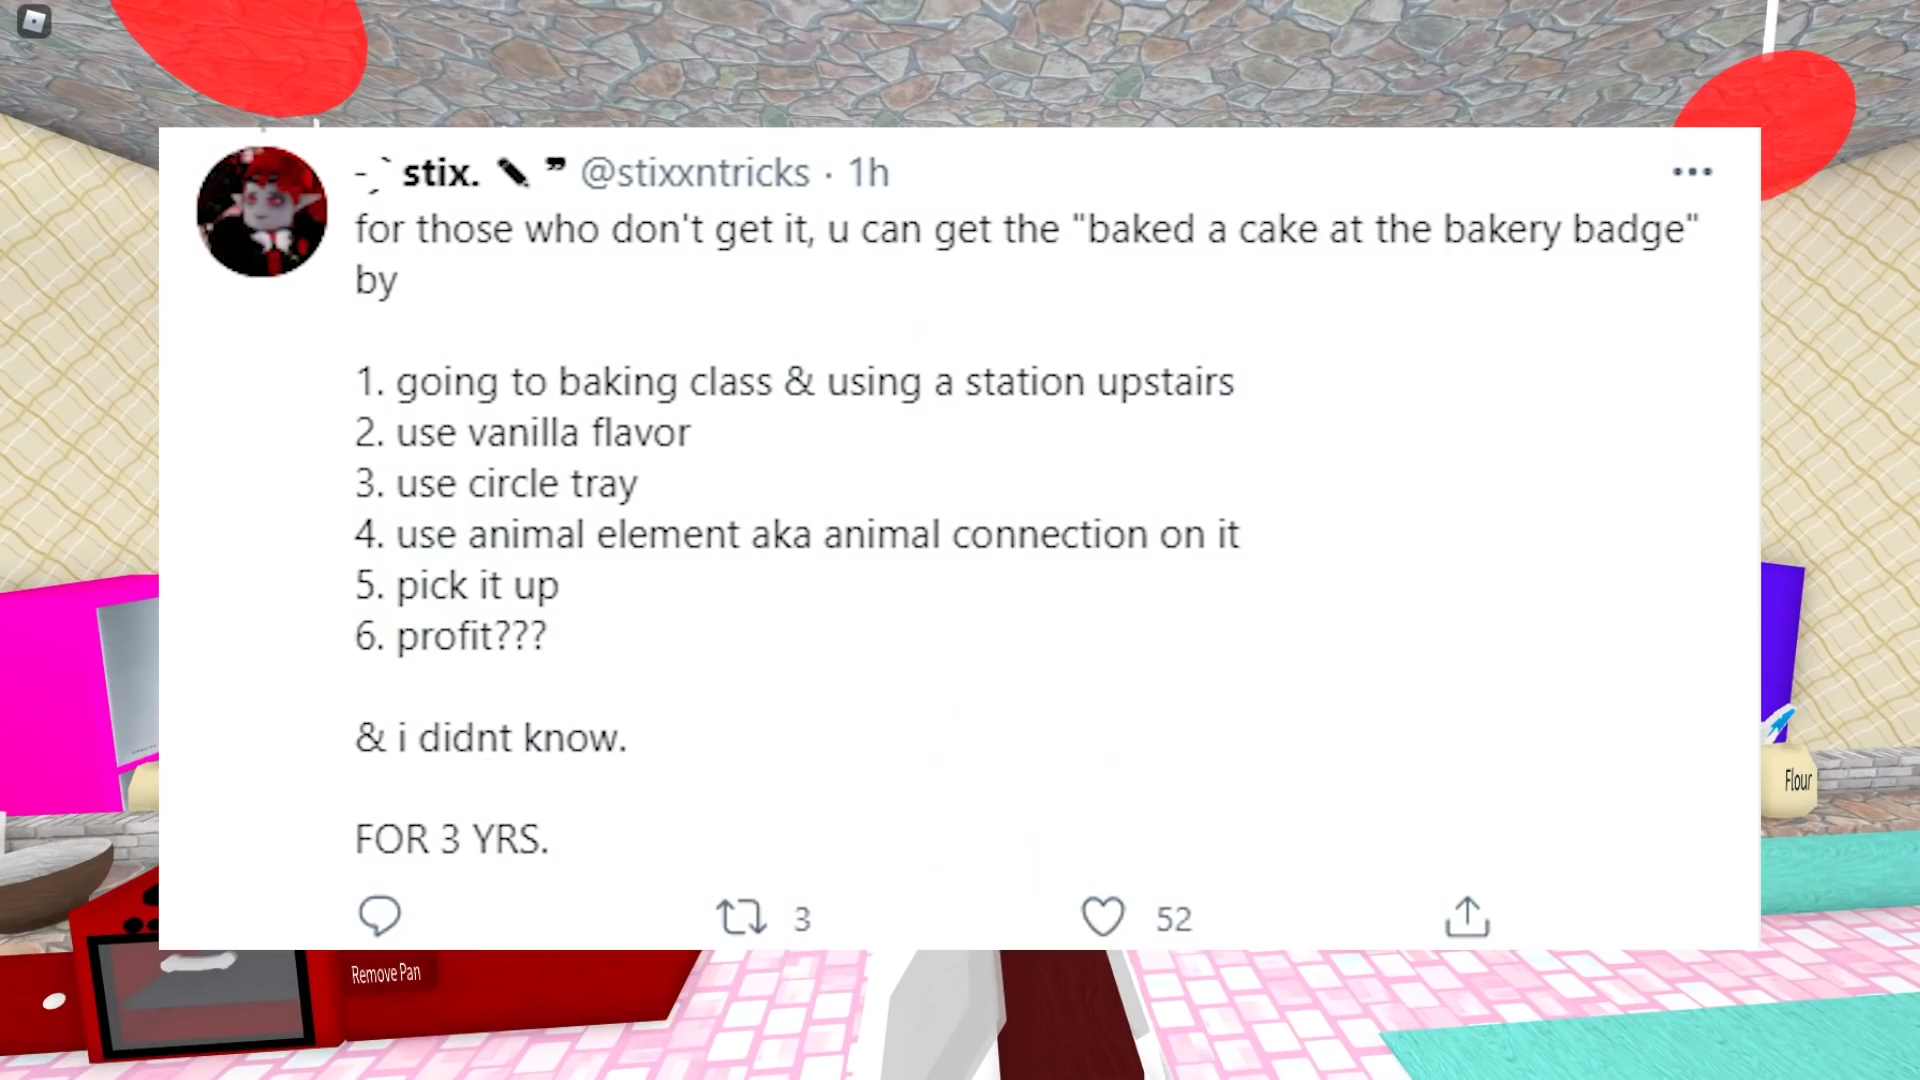 -ˏˋ stix. ✏ ❞ @stixxntricks · 1h
for those who don't get it, u can get the "baked a cake at the bakery badge"
by
1. going to baking class & using a station upstairs
2. use vanilla flavor
3. use circle tray
4. use animal element aka animal connection on it
5. pick it up
6. profit???
& i didnt know.
FOR 3 YRS.
3 52
Flour
Remove Pan